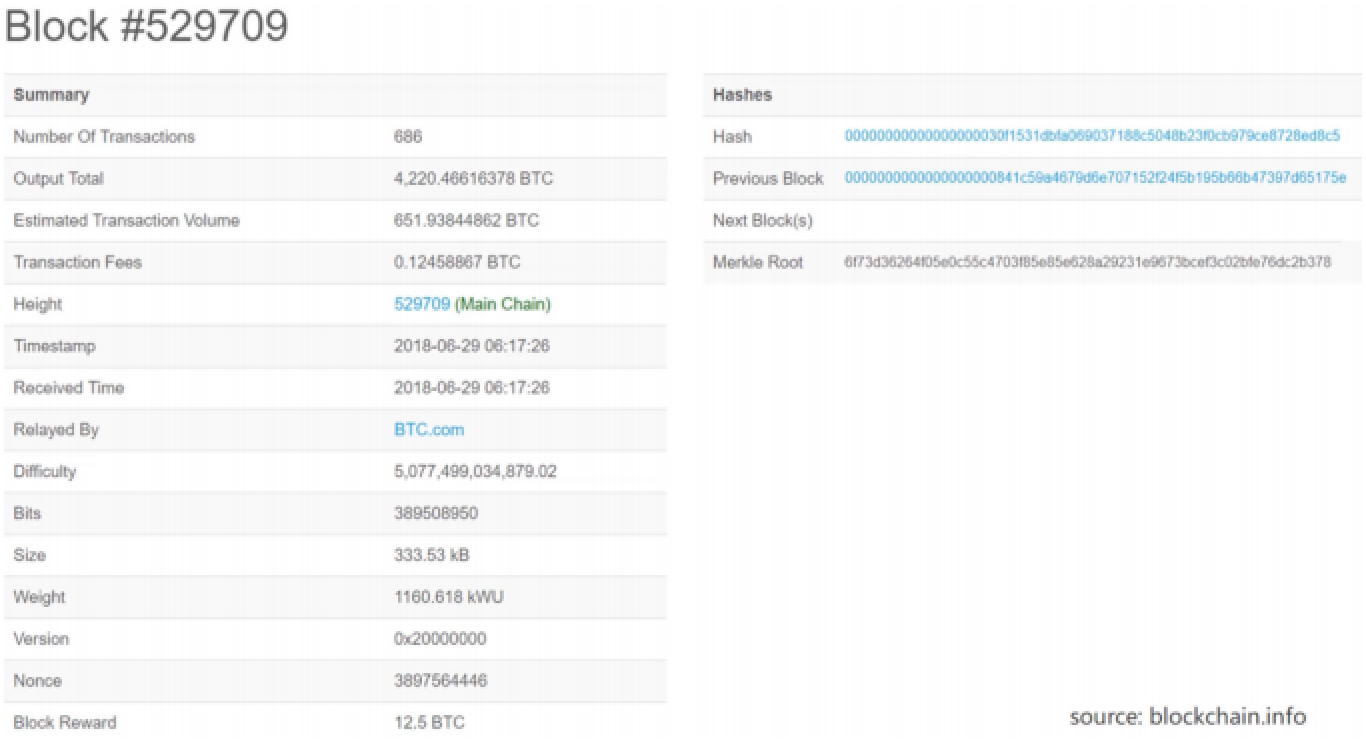 Block #529709
Summary
Number Of Transactions 686
Output Total 4,220.46616378 BTC
Estimated Transaction Volume 651.93844862 BTC
Transaction Fees 0.12458867 BTC
Height 529709 (Main Chain)
Timestamp 2018-06-29 06:17:26
Received Time 2018-06-29 06:17:26
Relayed By BTC.com
Difficulty 5,077,499,034,879.02
Bits 389508950
Size 333.53 kB
Weight 1160.618 kWU
Version 0x20000000
Nonce 3897564446
Block Reward 12.5 BTC
Hashes
Hash
Previous Block
Next Block(s)
Merkle Root 6f73d36264f05e0c55c4703f85e85e628a29231e9673bcef3c02bfe76dc2b378
source: blockchain.info